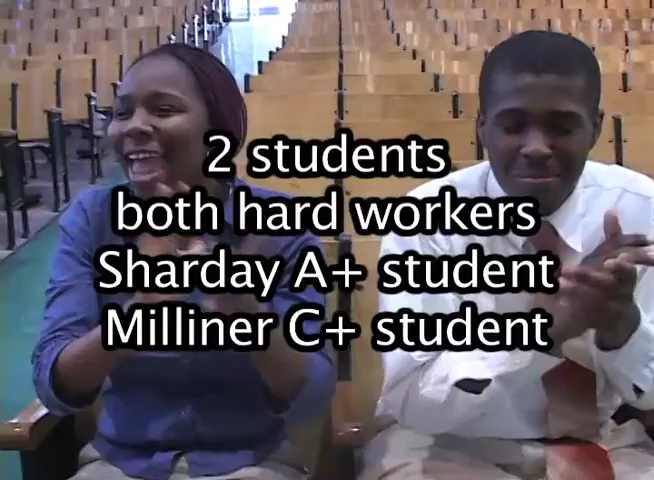 2 students
both hard workers
Sharday A+ student
Milliner C+ student